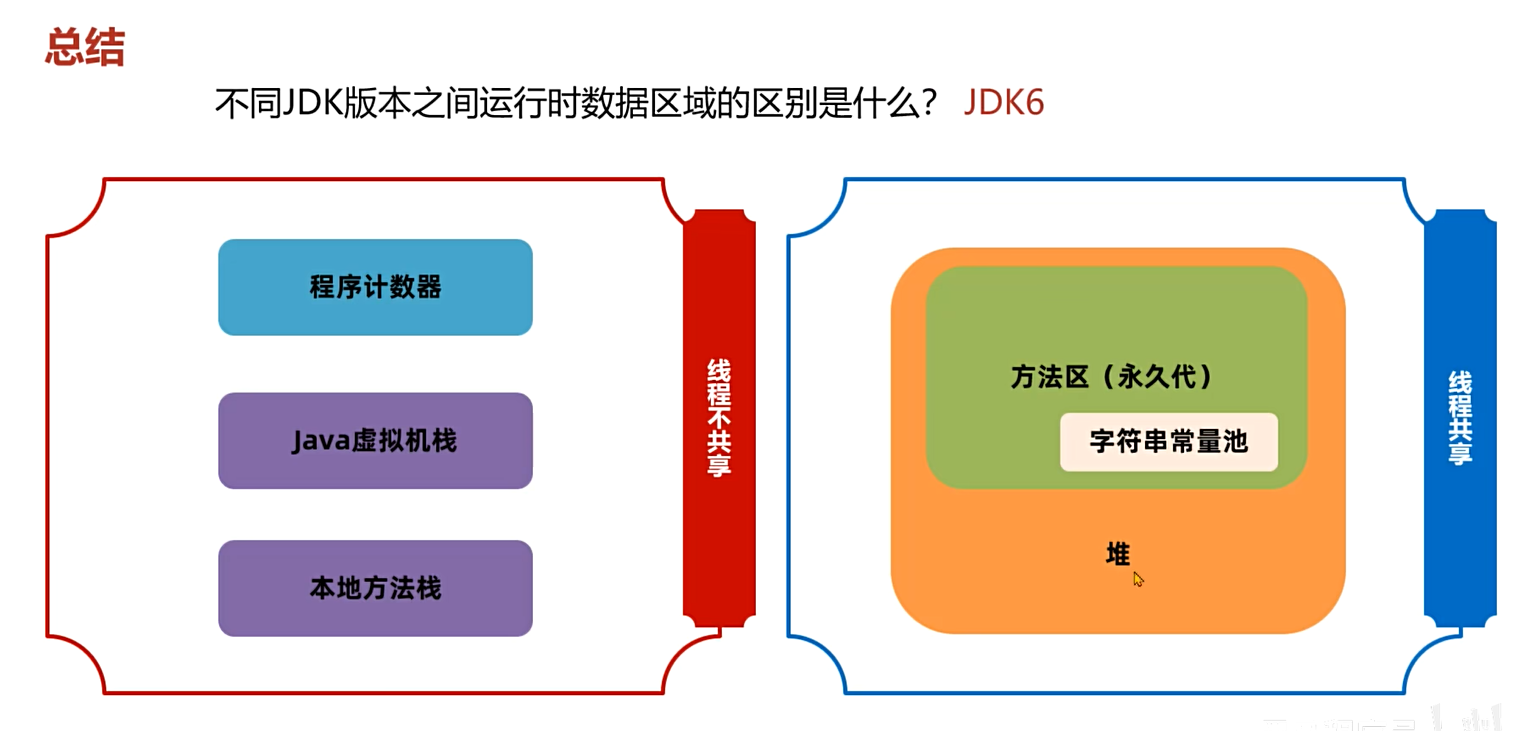 总结
不同JDK版本之间运行时数据区域的区别是什么？ JDK6
程序计数器
Java虚拟机栈
本地方法栈
线程不共享
方法区（永久代）
字符串常量池
堆
线程共享